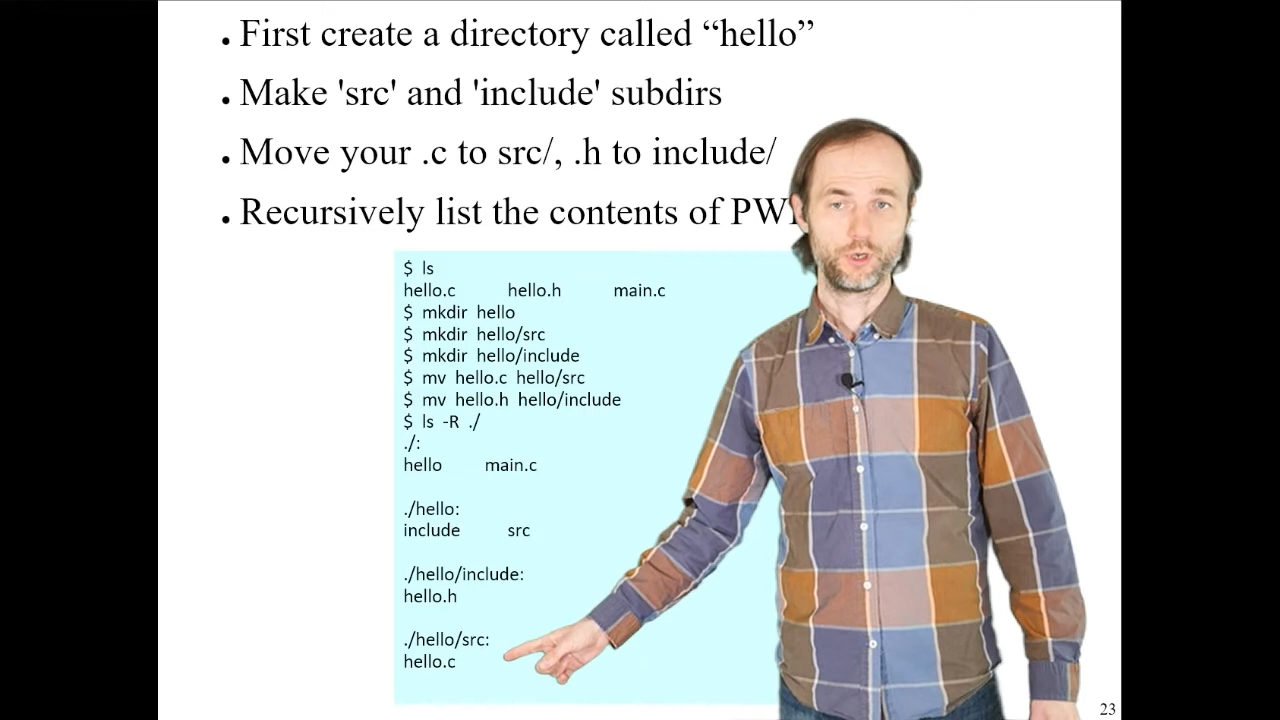 • First create a directory called “hello”
• Make 'src' and 'include' subdirs
• Move your .c to src/, .h to include/
• Recursively list the contents of
$ ls
hello.c hello.h main.c
$ mkdir hello
$ mkdir hello/src
$ mkdir hello/include
$ mv hello.c hello/src
$ mv hello.h hello/include
$ ls -R ./
./:
hello main.c
./hello:
include src
./hello/include:
hello.h
./hello/src:
hello.c
23